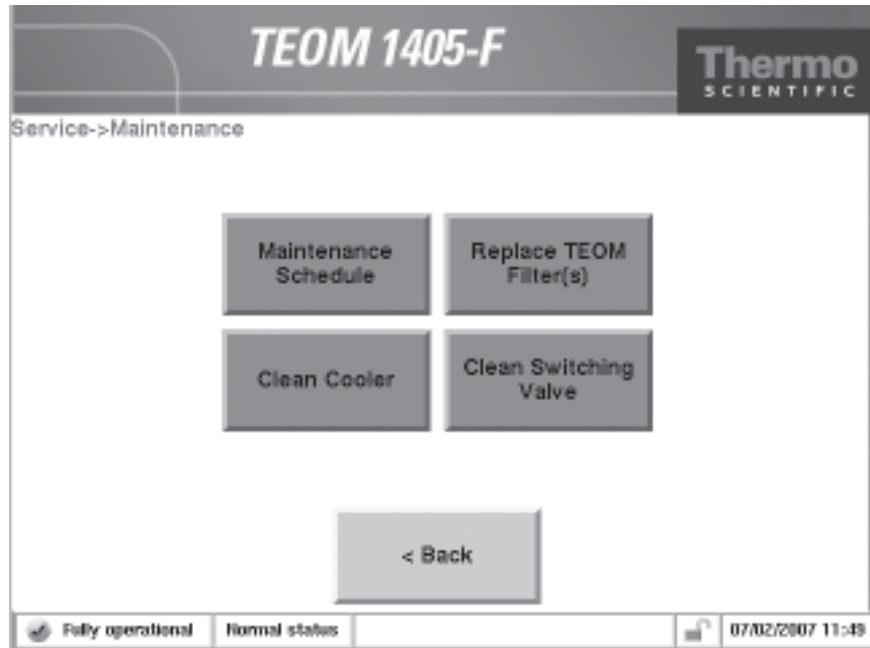 TEOM 1405-F
Thermo
SCIENTIFIC
Service->Maintenance
Maintenance
Schedule
Replace TEOM
Filter(s)
Clean Cooler
Clean Switching
Valve
< Back
Fully operational
Normal status
07/02/2007 11:49